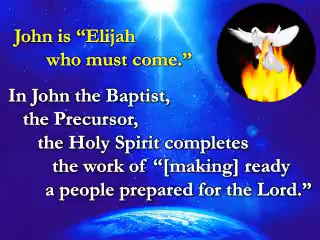 John is “Elijah
who must come.”
In John the Baptist,
the Precursor,
the Holy Spirit completes
the work of “[making] ready
a people prepared for the Lord.”